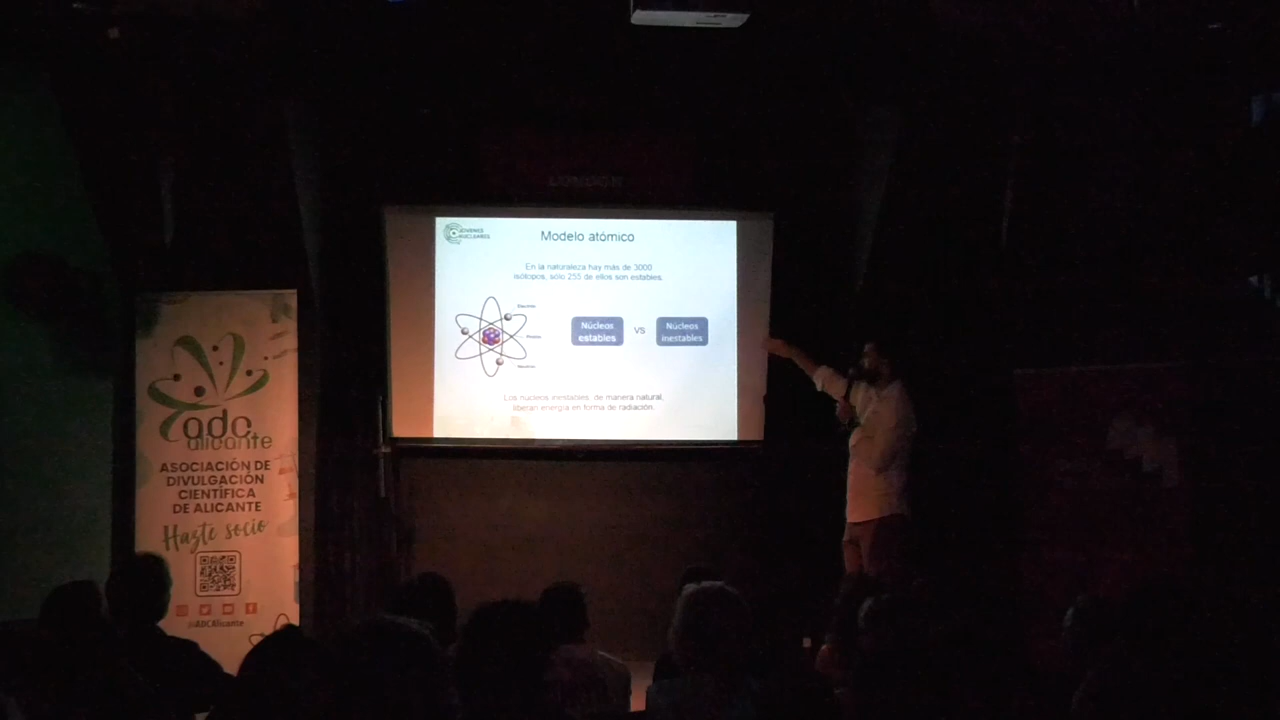 JÓVENES
NUCLEARES
Modelo atómico
En la naturaleza hay más de 3000
isótopos, sólo 255 de ellos son estables.
Núcleos
estables
VS
Núcleos
inestables
Los núcleos inestables, de manera natural,
liberan energía en forma de radiación.
adc
alicante
ASOCIACIÓN DE
DIVULGACIÓN
CIENTÍFICA
DE ALICANTE
Hazte socio
@ADCAlicante